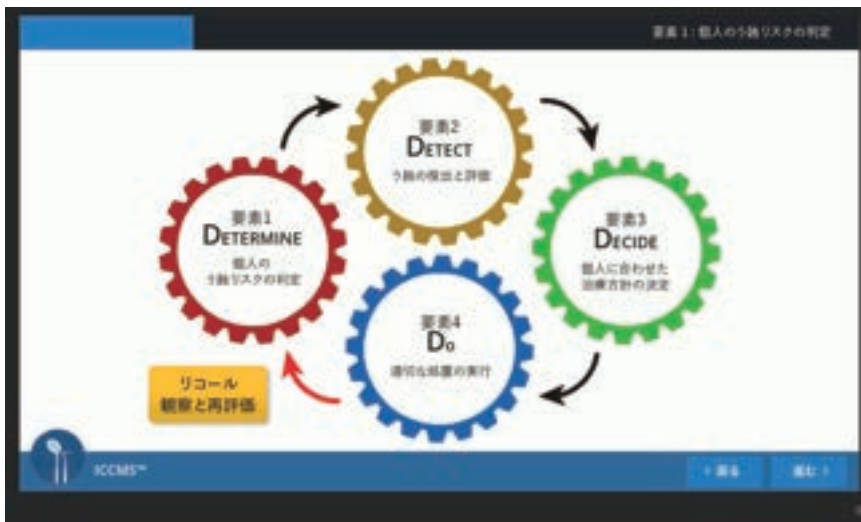 要素1:個人のう蝕リスクの判定
要素2
DETECT
う蝕の検出と評価
要素1
DETERMINE
個人の
う蝕リスクの判定
要素3
DECIDE
個人に合わせた
治療方針の決定
要素4
DO
適切な処置の実行
リコール
観察と再評価
ICCMS™
戻る
進む